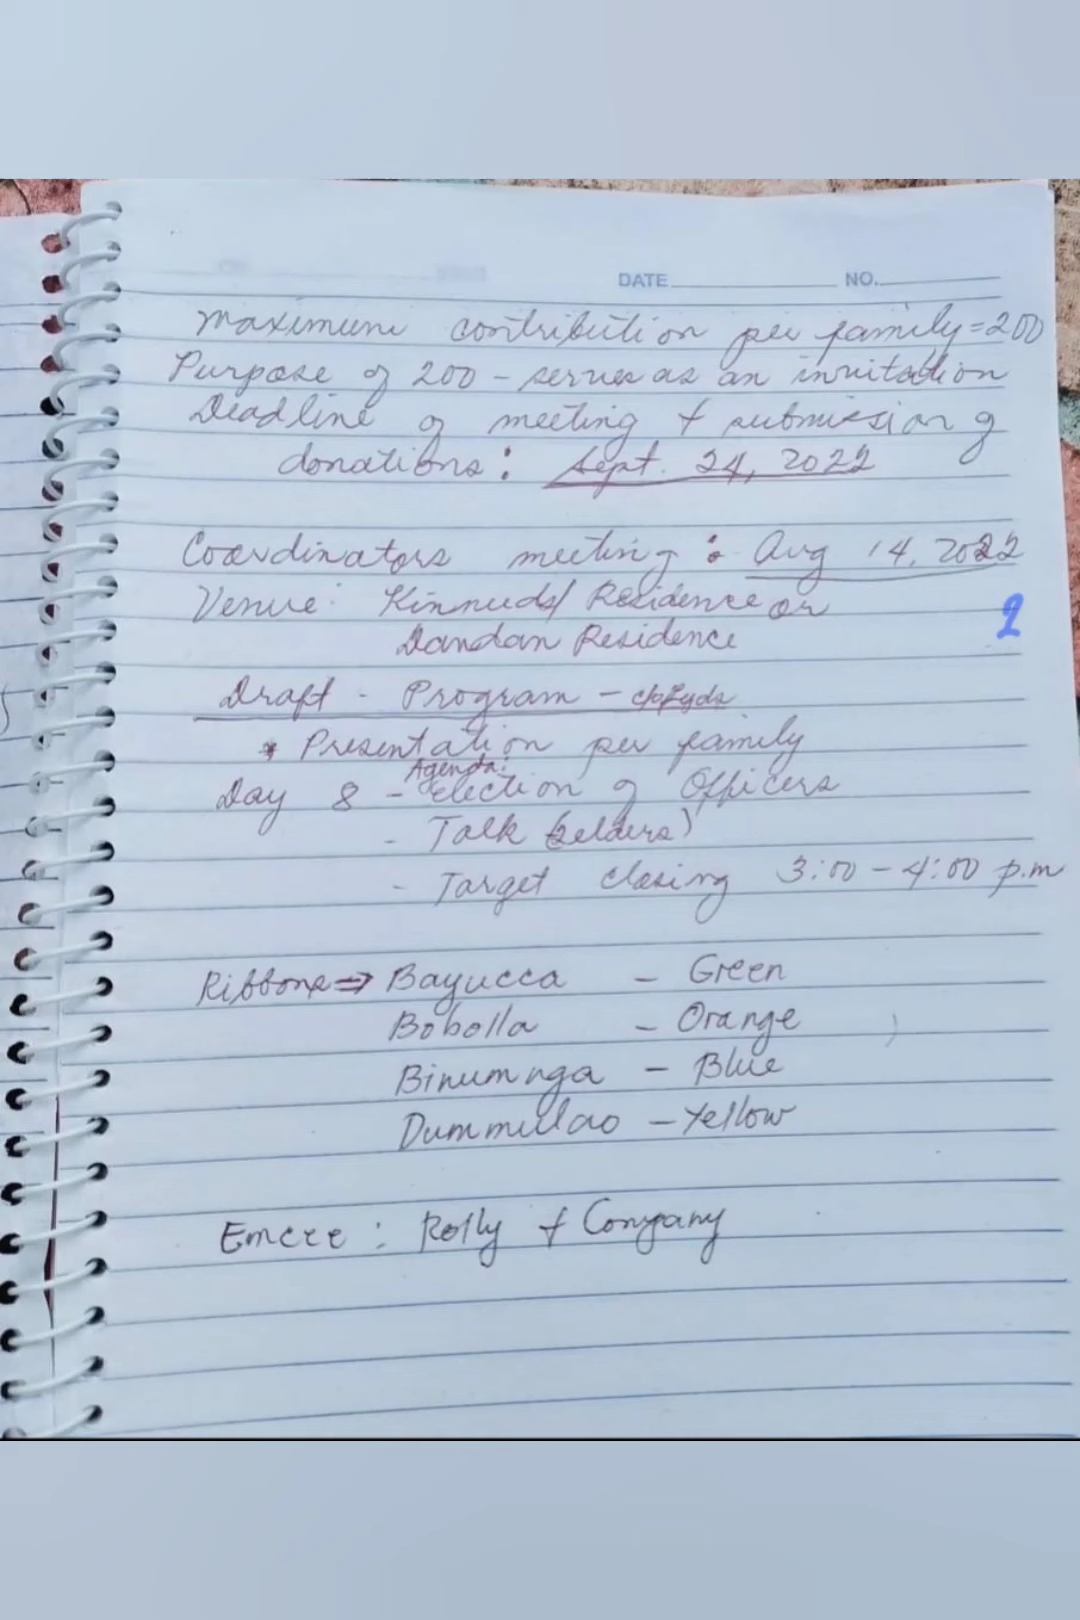 DATE NO.
Maximum contribution per family = 200
Purpose of 200 - serves as an invitation
Deadline of meeting + submission of
donations: Sept. 24, 2022
Coordinators meeting: Aug 14, 2022
Venue: Residence or
2
Dandan Residence
Draft - Program -
* Presentation per family
Agenda:
Day 8 - Election of Officers
- Talk (elders)
- Target closing 3:00 - 4:00 p.m
Ribbons ⇒ Bayucca - Green
Bobolla - Orange
Binumnga - Blue
Dummulao - Yellow
Emcee: Rolly + Company